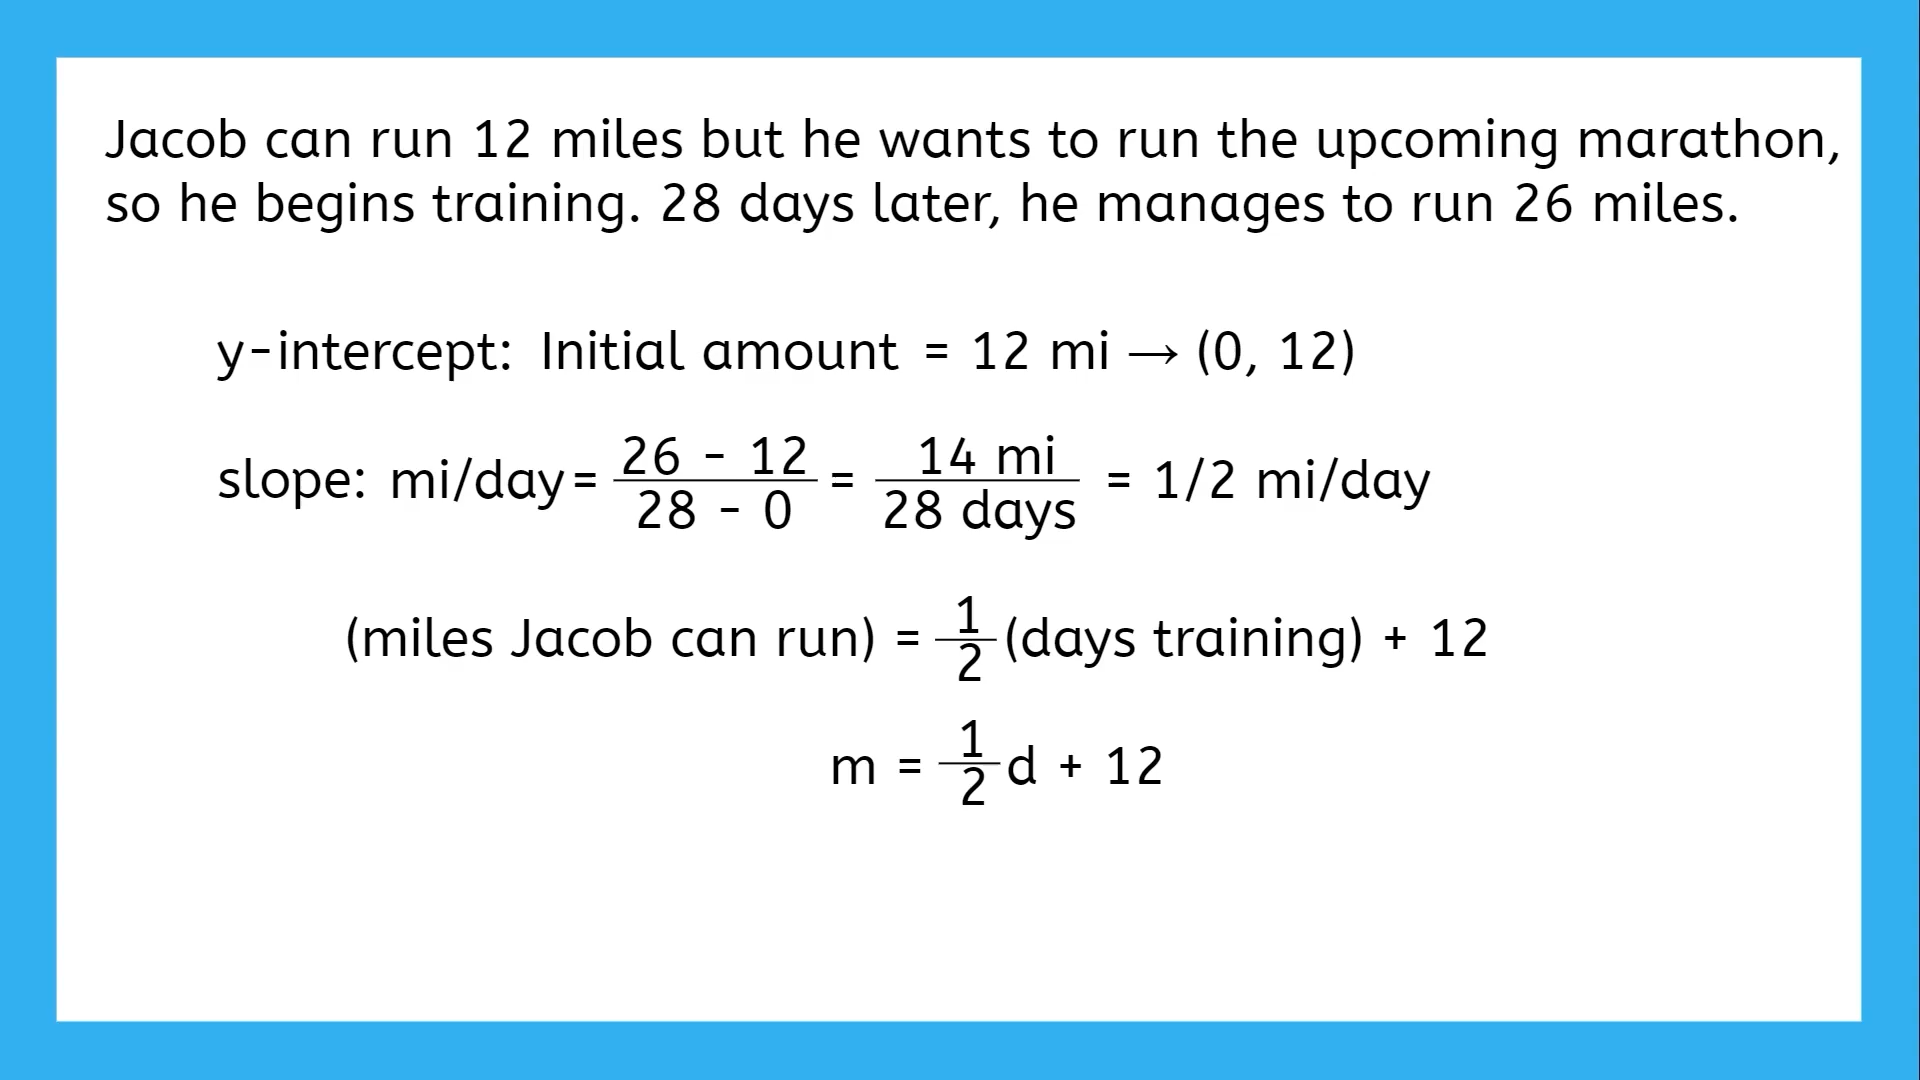 Jacob can run 12 miles but he wants to run the upcoming marathon,
so he begins training. 28 days later, he manages to run 26 miles.
y-intercept: Initial amount = 12 mi → (0, 12)
slope: mi/day = 26 - 12 / 28 - 0 = 14 mi / 28 days = 1/2 mi/day
(miles Jacob can run) = 1/2 (days training) + 12
m = 1/2 d + 12